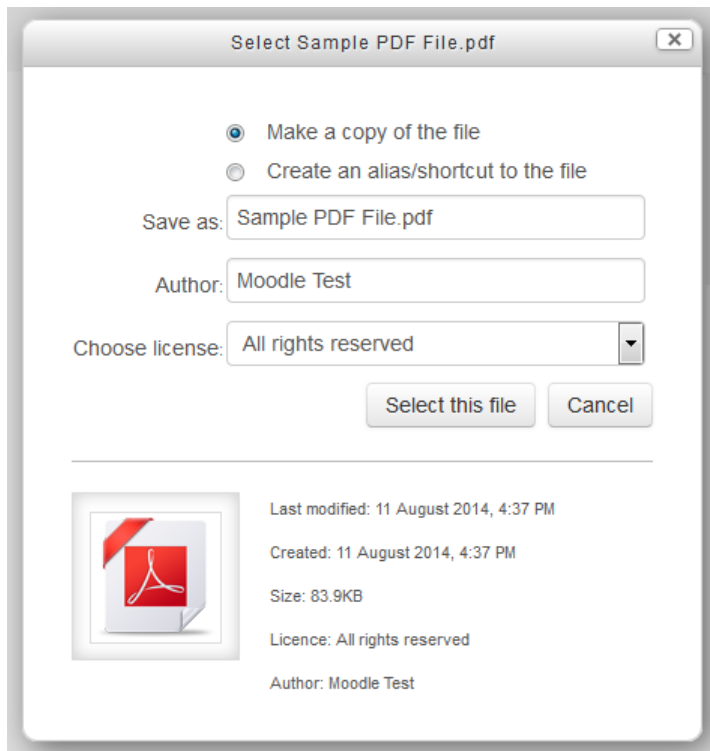 Select Sample PDF File.pdf
Make a copy of the file
Create an alias/shortcut to the file
Save as: Sample PDF File.pdf
Author: Moodle Test
Choose license: All rights reserved
Select this file Cancel
Last modified: 11 August 2014, 4:37 PM
Created: 11 August 2014, 4:37 PM
Size: 83.9KB
Licence: All rights reserved
Author: Moodle Test